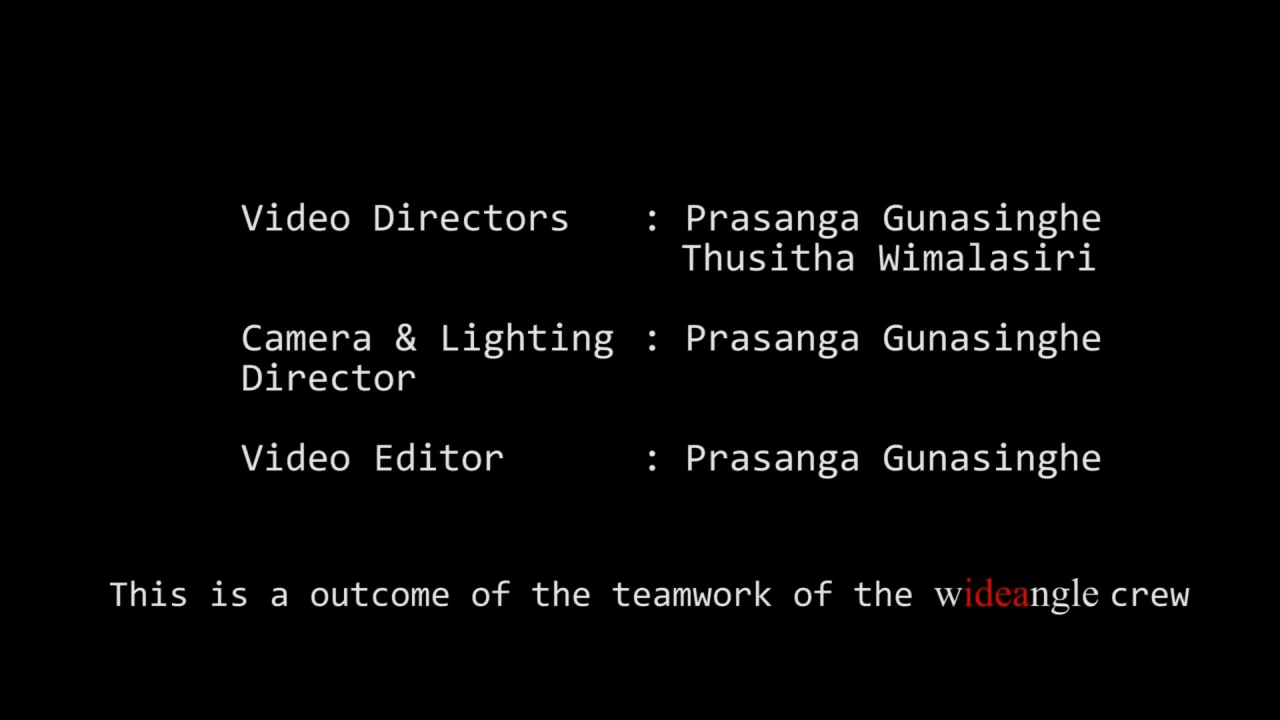 Video Directors : Prasanga Gunasinghe
Thusitha Wimalasiri
Camera & Lighting : Prasanga Gunasinghe
Director
Video Editor : Prasanga Gunasinghe
This is a outcome of the teamwork of the wideangle crew